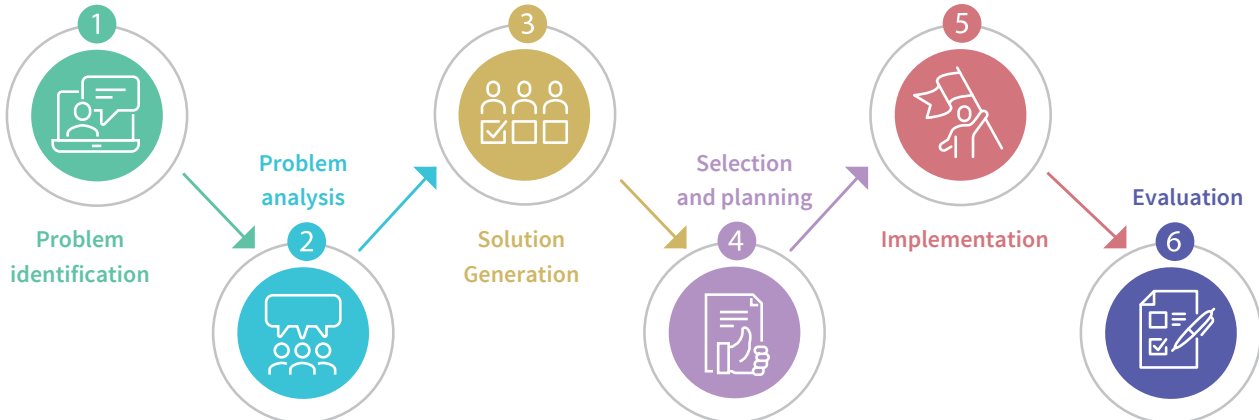 1
Problem
identification
2
Problem
analysis
3
Solution
Generation
4
Selection
and planning
5
Implementation
6
Evaluation